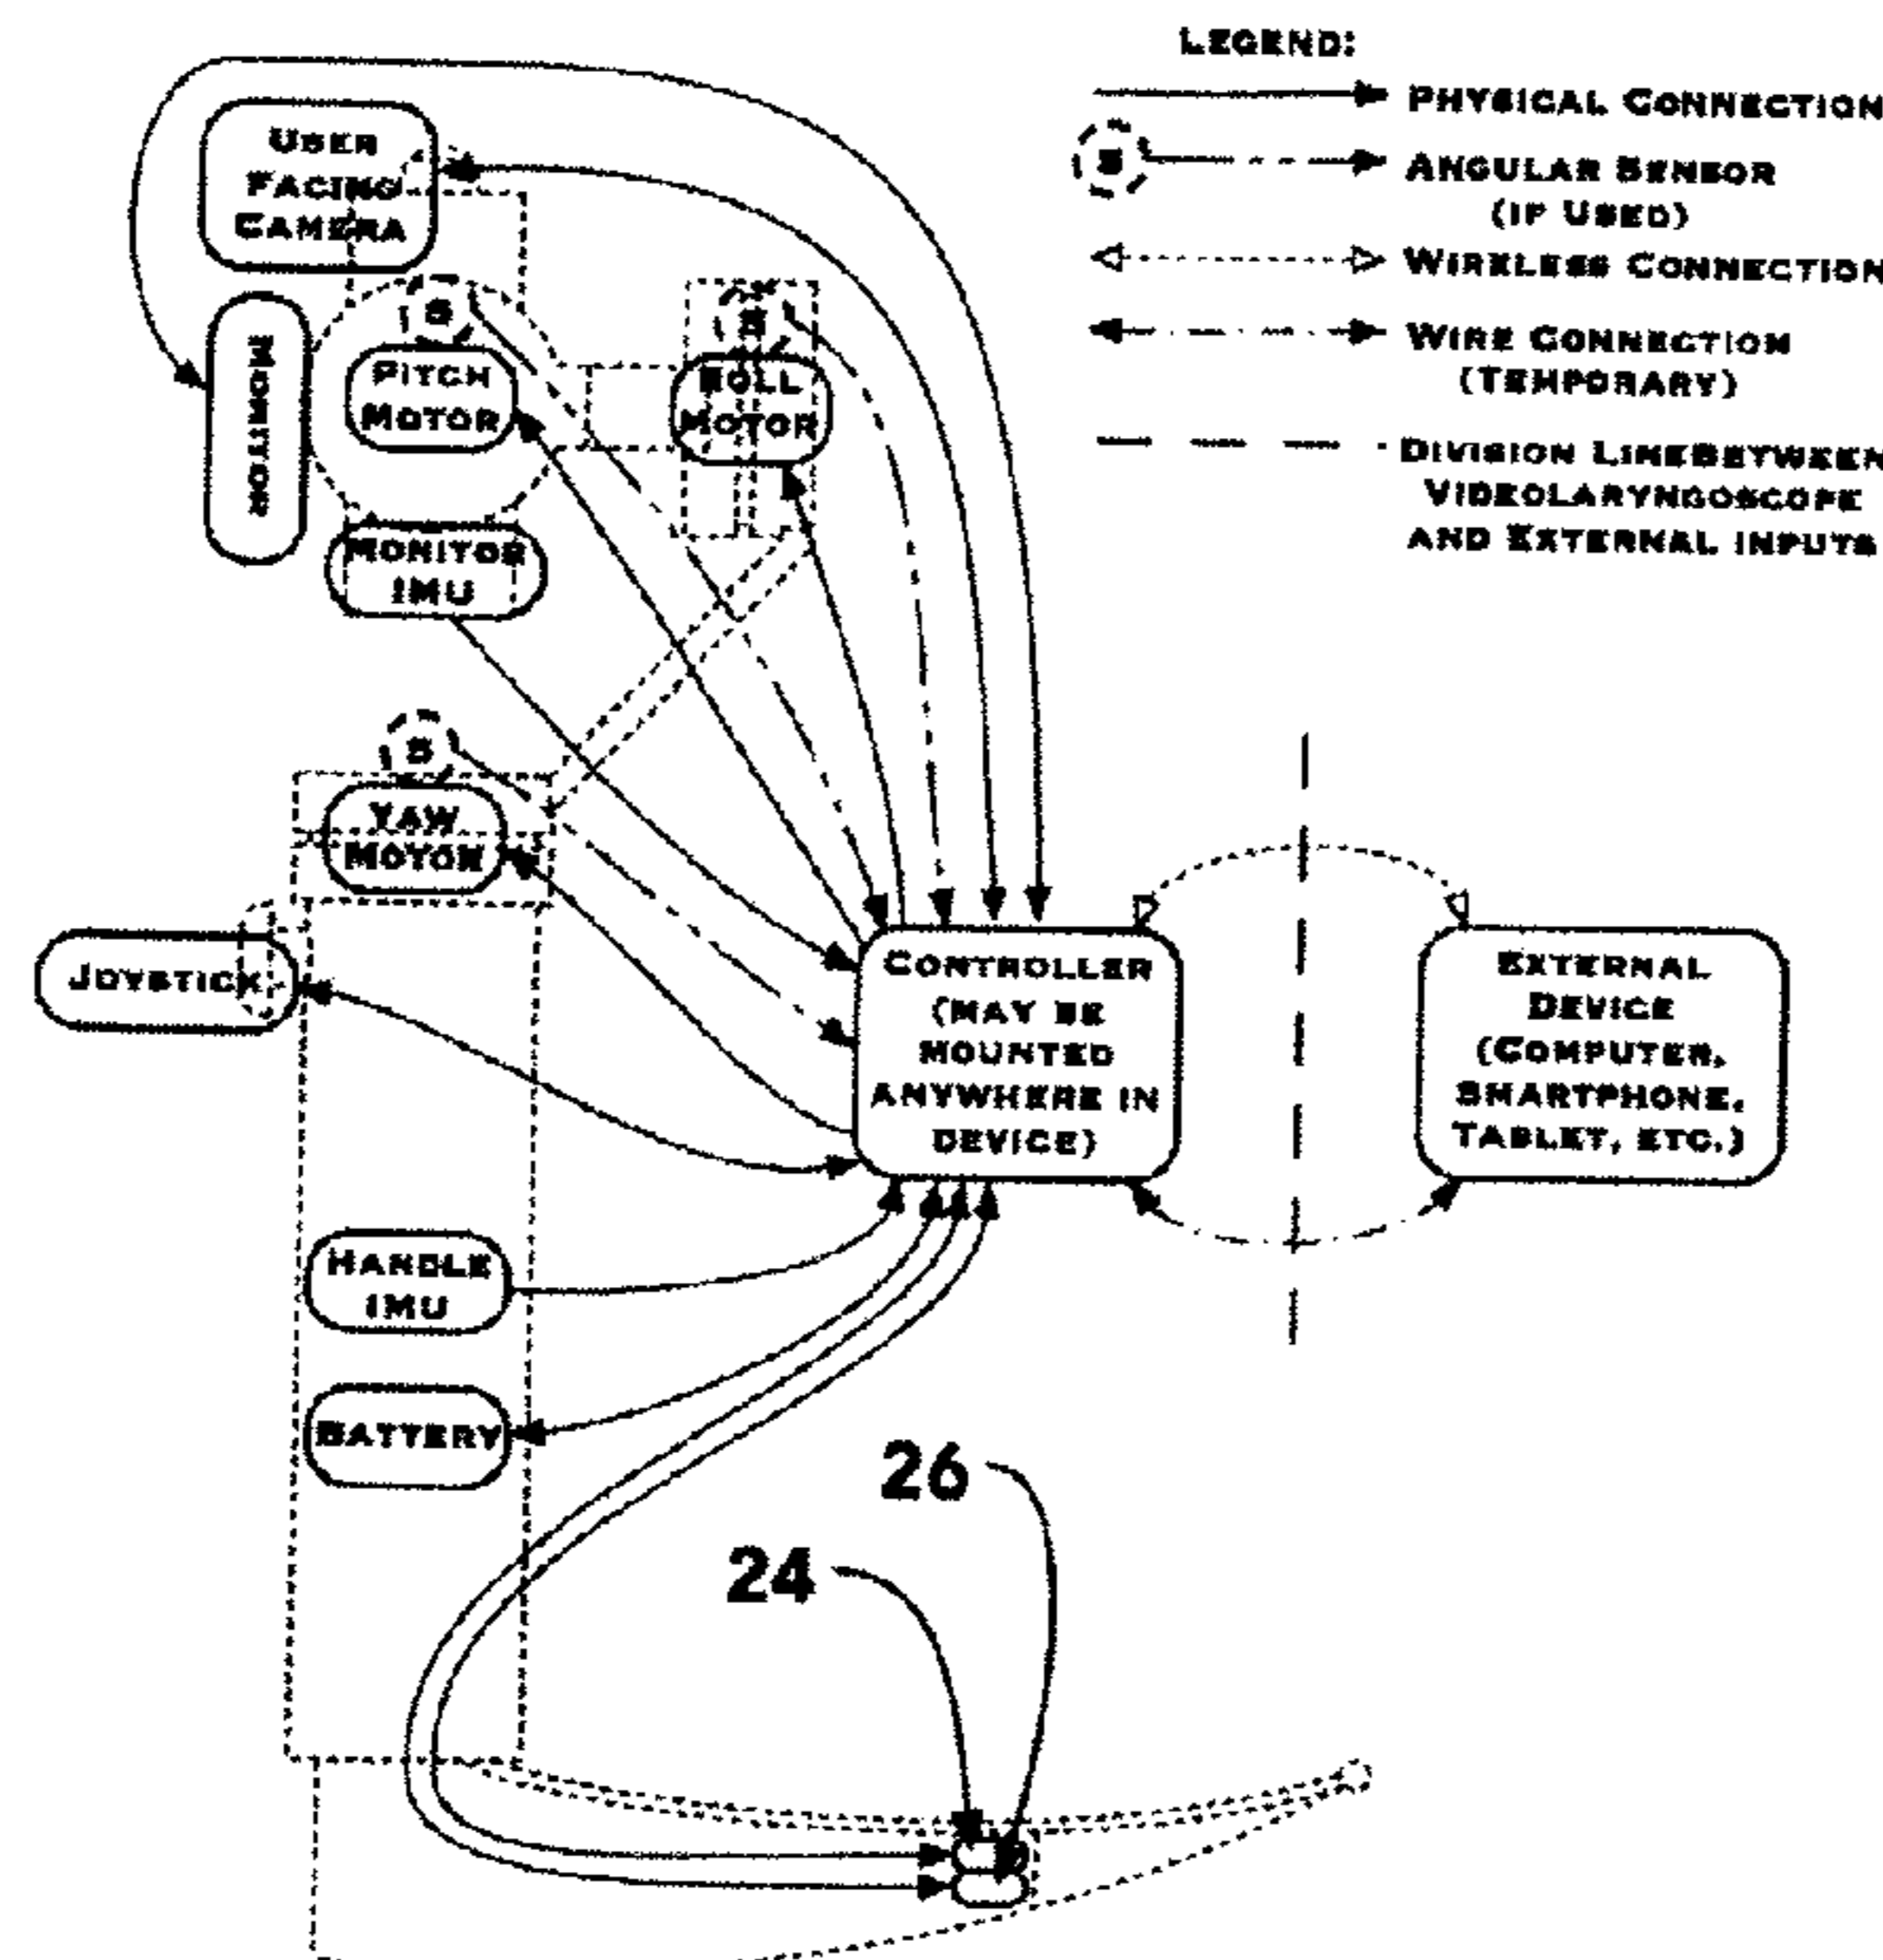 LEGEND:
PHYSICAL CONNECTION
S
ANGULAR SENSOR
(IF USED)
WIRELESS CONNECTION
WIRE CONNECTION
(TEMPORARY)
DIVISION LINEBETWEEN
VIDEOLARYNGOSCOPE
AND EXTERNAL INPUTS
USER
FACING
CAMERA
MONITOR
S
PITCH
MOTOR
S
ROLL
MOTOR
MONITOR
IMU
S
YAW
MOTOR
JOYSTICK
CONTROLLER
(MAY BE
MOUNTED
ANYWHERE IN
DEVICE)
EXTERNAL
DEVICE
(COMPUTER,
SMARTPHONE,
TABLET, ETC.)
HANDLE
IMU
BATTERY
26
24